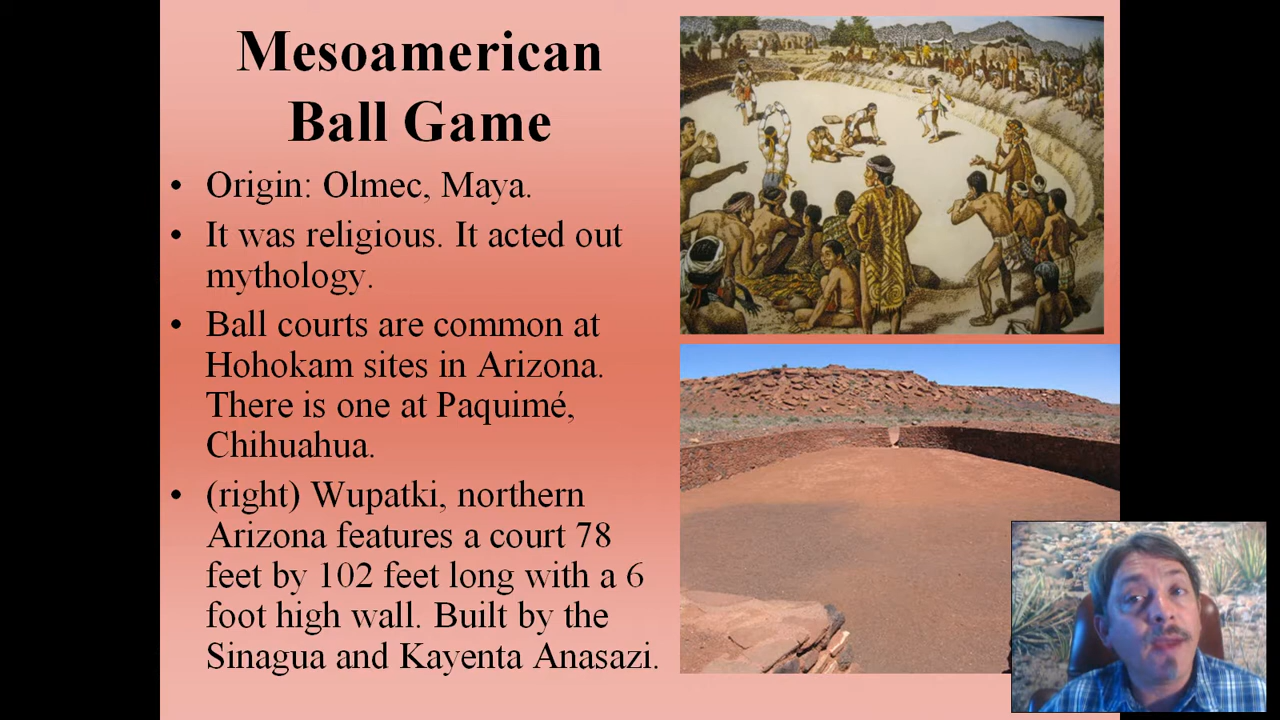 Mesoamerican
Ball Game
• Origin: Olmec, Maya.
• It was religious. It acted out
mythology.
• Ball courts are common at
Hohokam sites in Arizona.
There is one at Paquimé,
Chihuahua.
• (right) Wupatki, northern
Arizona features a court 78
feet by 102 feet long with a 6
foot high wall. Built by the
Sinagua and Kayenta Anasazi.